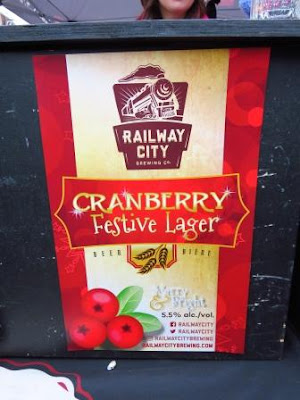 RAILWAY
CITY
BREWING CO.
CRANBERRY
Festive Lager
BEER BIÈRE
Merry
& Bright
5.5% alc./vol.
RAILWAYCITY
RAILWAYCITY
RAILWAYCITYBREWING
RAILWAYCITYBREWING.COM